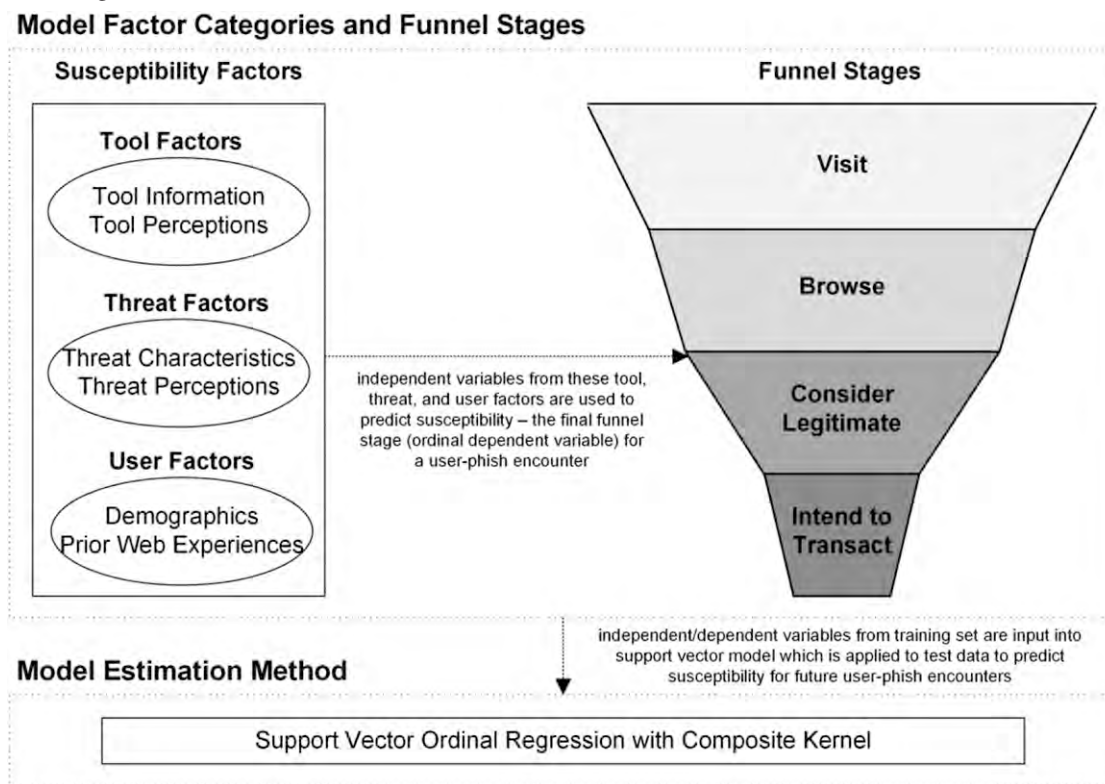 Model Factor Categories and Funnel Stages
Susceptibility Factors
Tool Factors
Tool Information
Tool Perceptions
Threat Factors
Threat Characteristics
Threat Perceptions
User Factors
Demographics
Prior Web Experiences
independent variables from these tool,
threat, and user factors are used to
predict susceptibility – the final funnel
stage (ordinal dependent variable) for
a user-phish encounter
Funnel Stages
Visit
Browse
Consider
Legitimate
Intend to
Transact
independent/dependent variables from training set are input into
support vector model which is applied to test data to predict
susceptibility for future user-phish encounters
Model Estimation Method
Support Vector Ordinal Regression with Composite Kernel